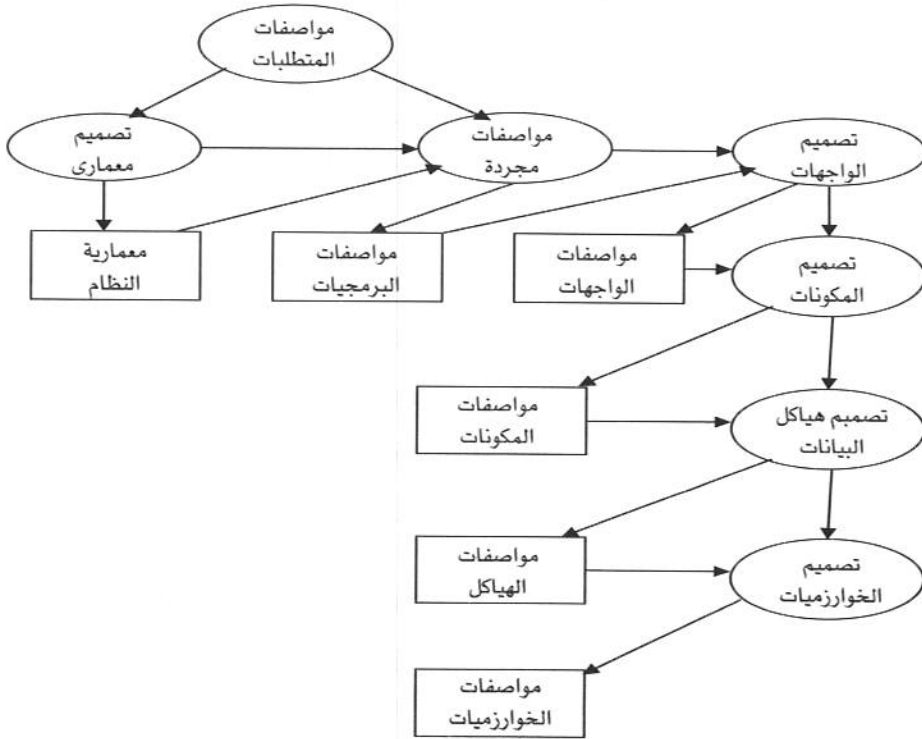 مواصفات
المتطلبات
تصميم
معمارى
مواصفات
مجردة
تصميم
الواجهات
معمارية
النظام
مواصفات
البرمجيات
مواصفات
الواجهات
تصميم
المكونات
مواصفات
المكونات
تصمبم هياكل
البيانات
مواصفات
الهياكل
تصميم
الخوارزميات
مواصفات
الخوارزميات